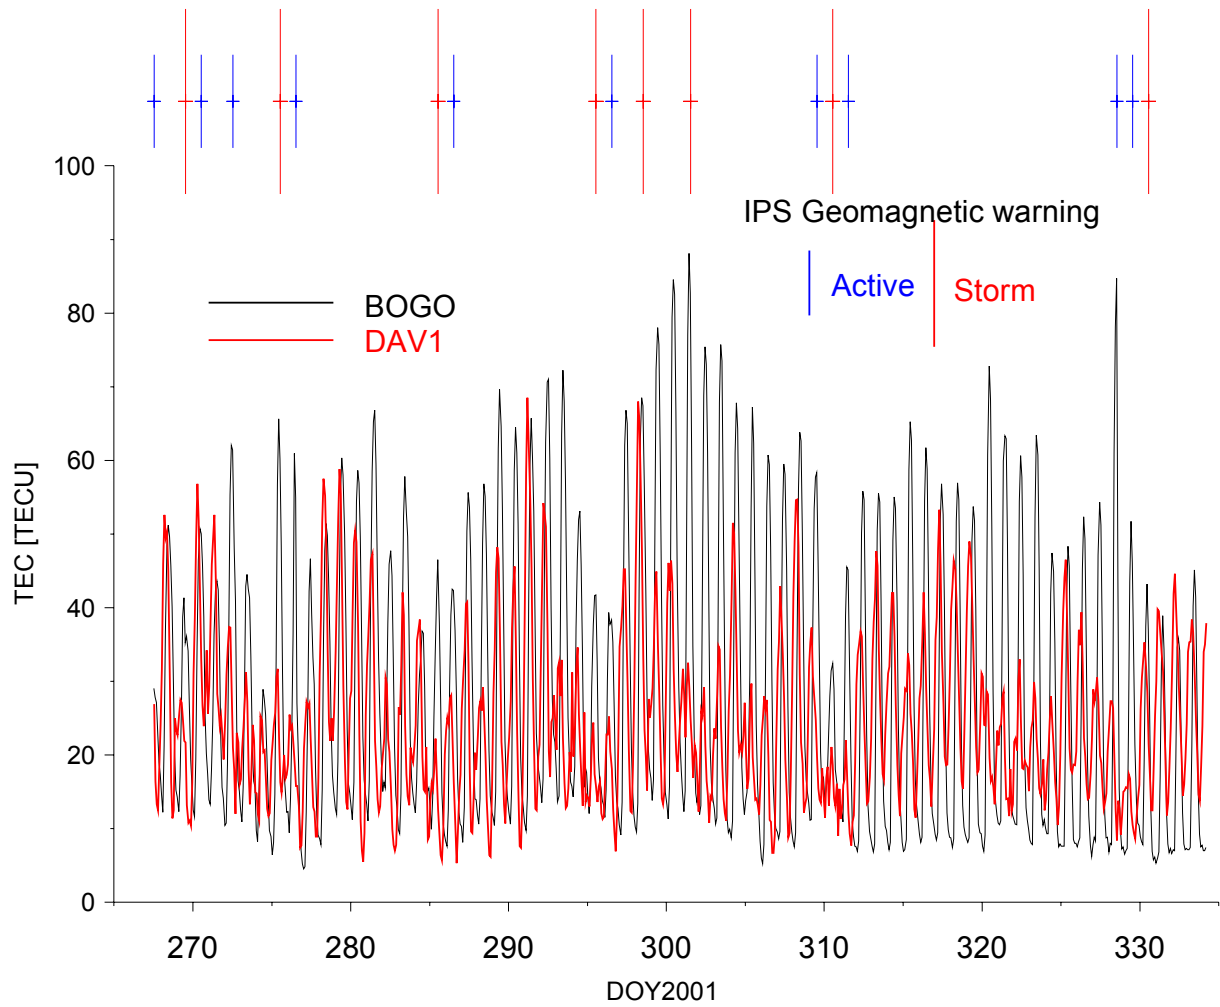 100
IPS Geomagnetic warning
Active
Storm
BOGO
DAV1
80
60
40
20
0
TEC [TECU]
270 280 290 300 310 320 330
DOY2001